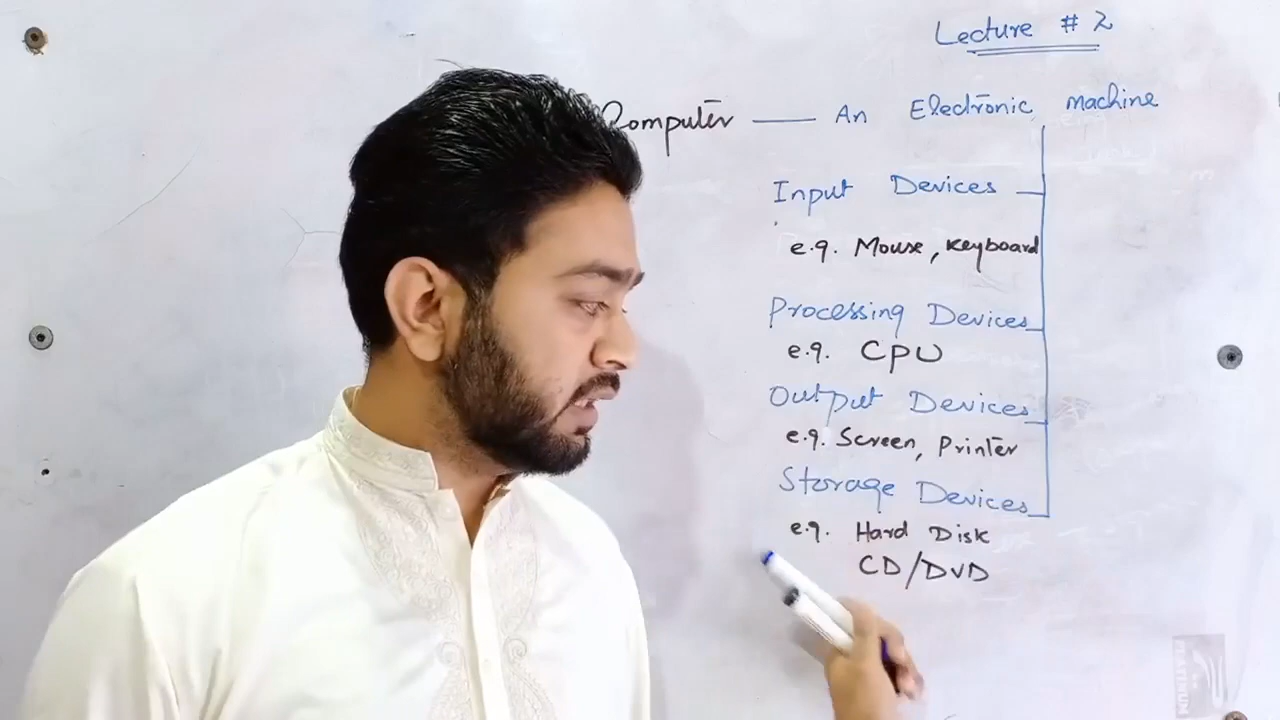 Lecture # 2
Computer — An Electronic machine
Input Devices
e.g. Mouse, Keyboard
Processing Devices
e.g. CPU
Output Devices
e.g. Screen, Printer
Storage Devices
e.g. Hard Disk
CD/DVD
PLATINUM